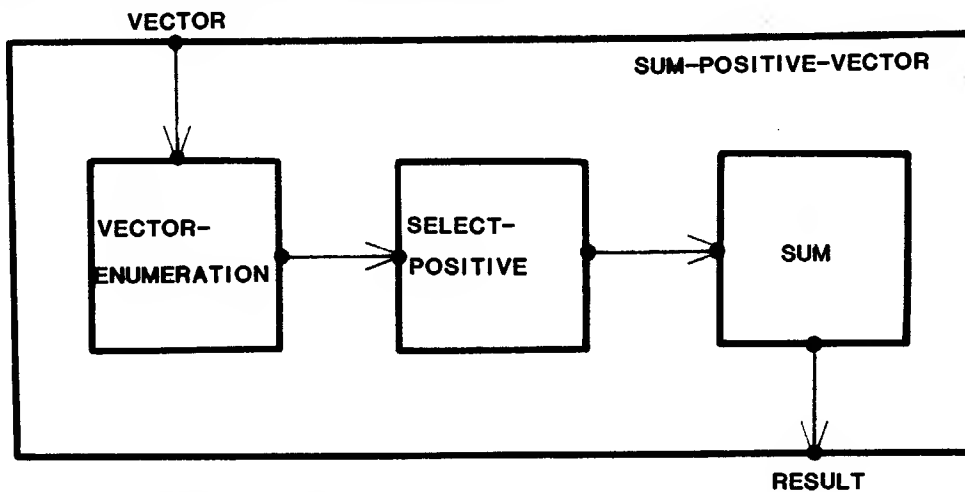 VECTOR
SUM-POSITIVE-VECTOR
VECTOR-
ENUMERATION
SELECT-
POSITIVE
SUM
RESULT